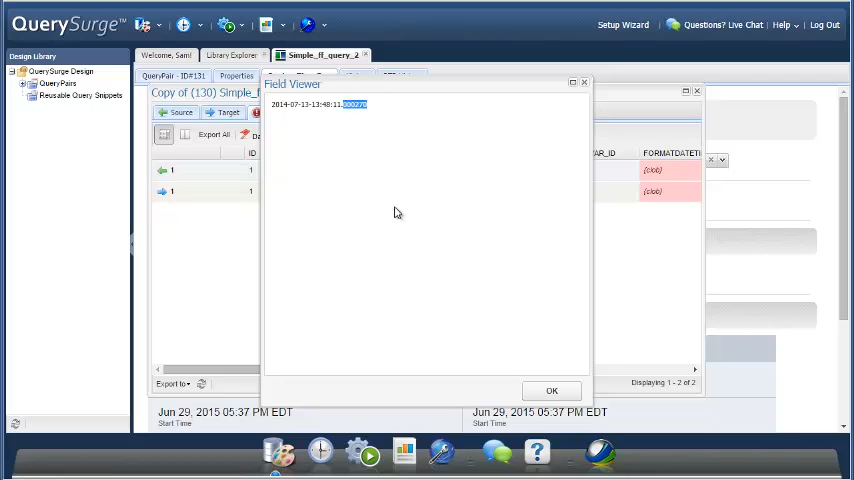 QuerySurge™
Setup Wizard
Questions? Live Chat
Help
Log Out
Design Library
QuerySurge Design
QueryPairs
Reusable Query Snippets
Welcome, Sam!
Library Explorer
Simple_ff_query_2
QueryPair - ID#131
Properties
Copy of (130) Simple_f
Source
Target
Export All
Da
ID
AR_ID
FORMATDATETI
1
1
{clob}
1
1
{clob}
Field Viewer
2014-07-13-13:48:11.000270
OK
Export to
Displaying 1 - 2 of 2
Jun 29, 2015 05:37 PM EDT
Start Time
Jun 29, 2015 05:37 PM EDT
Start Time